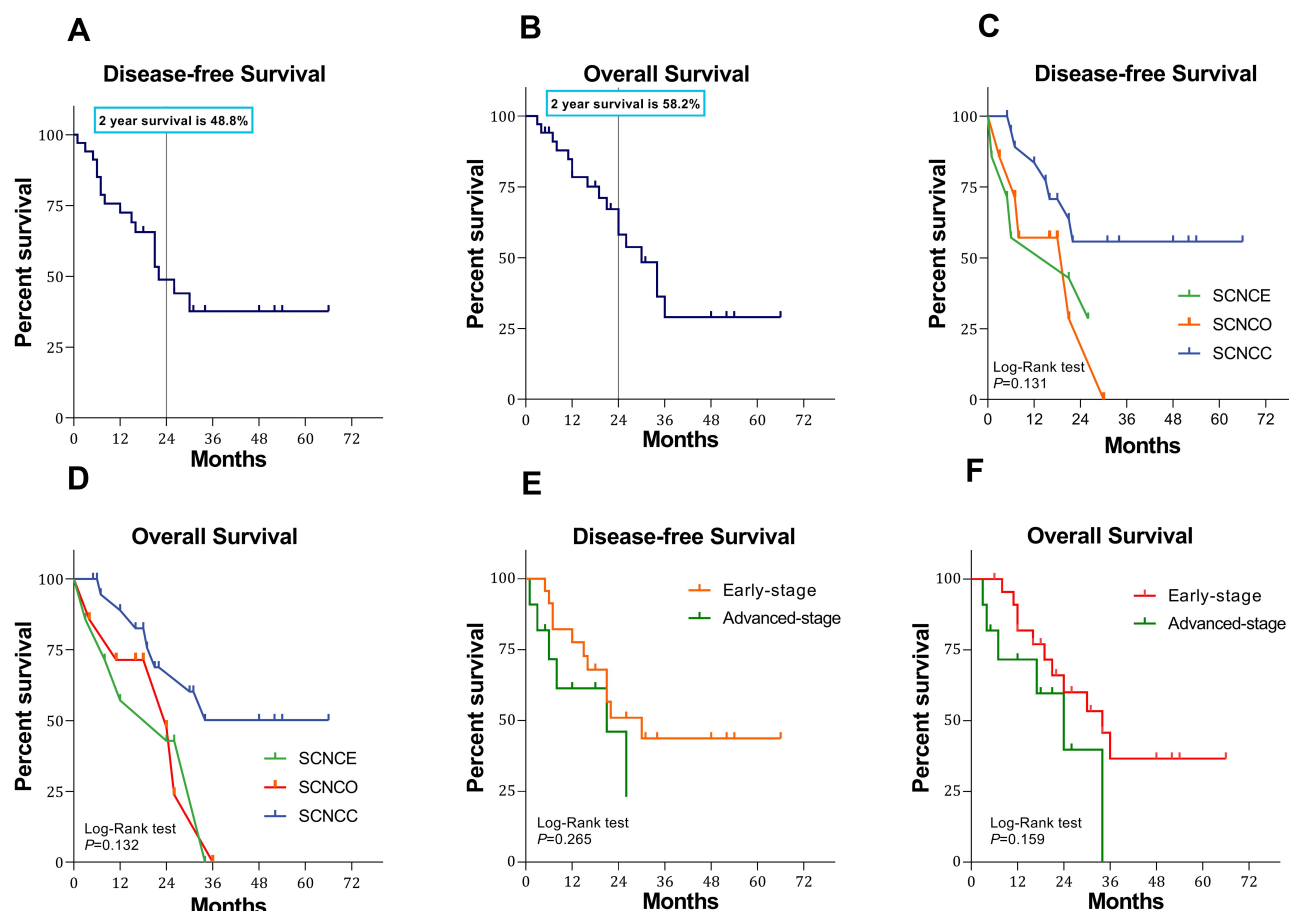 A
Disease-free Survival
2 year survival is 48.8%
Percent survival
100
75
50
25
0
0 12 24 36 48 60 72
Months
B
Overall Survival
2 year survival is 58.2%
Percent survival
100
75
50
25
0
0 12 24 36 48 60 72
Months
C
Disease-free Survival
Percent survival
100
75
50
25
0
SCNCE
SCNCO
SCNCC
Log-Rank test
P=0.131
0 12 24 36 48 60 72
Months
D
Overall Survival
Percent survival
100
75
50
25
0
SCNCE
SCNCO
SCNCC
Log-Rank test
P=0.132
0 12 24 36 48 60 72
Months
E
Disease-free Survival
Percent survival
100
75
50
25
0
Early-stage
Advanced-stage
Log-Rank test
P=0.265
0 12 24 36 48 60 72
Months
F
Overall Survival
Percent survival
100
75
50
25
0
Early-stage
Advanced-stage
Log-Rank test
P=0.159
0 12 24 36 48 60 72
Months